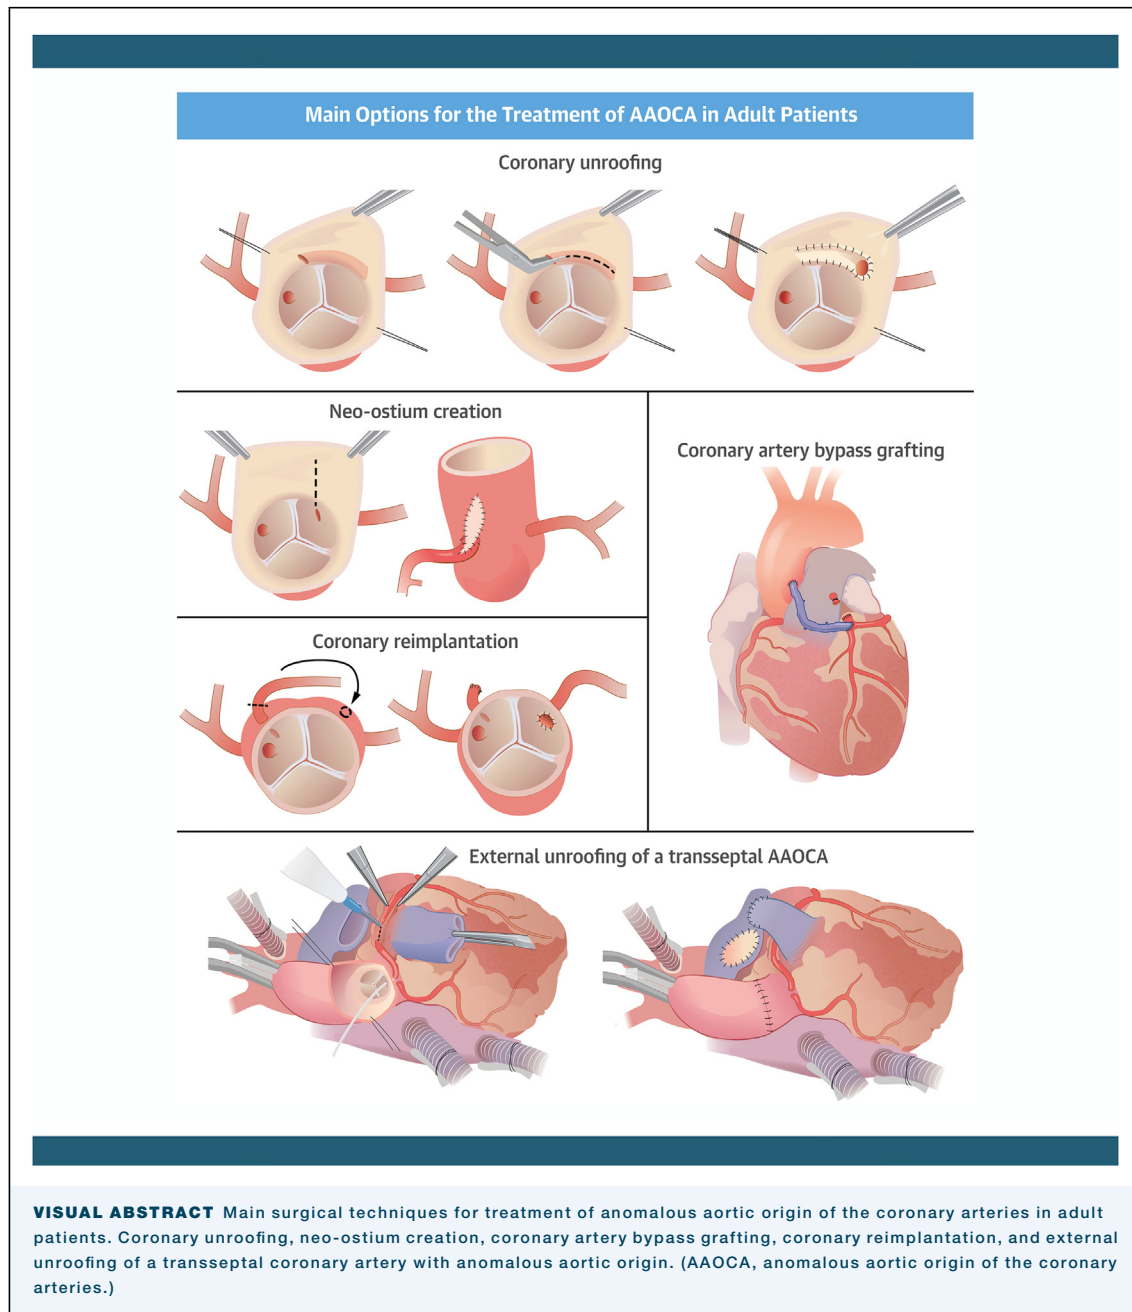 Main Options for the Treatment of AAOCA in Adult Patients
Coronary unroofing
Neo-ostium creation
Coronary artery bypass grafting
Coronary reimplantation
External unroofing of a transseptal AAOCA
VISUAL ABSTRACT Main surgical techniques for treatment of anomalous aortic origin of the coronary arteries in adult
patients. Coronary unroofing, neo-ostium creation, coronary artery bypass grafting, coronary reimplantation, and external
unroofing of a transseptal coronary artery with anomalous aortic origin. (AAOCA, anomalous aortic origin of the coronary
arteries.)